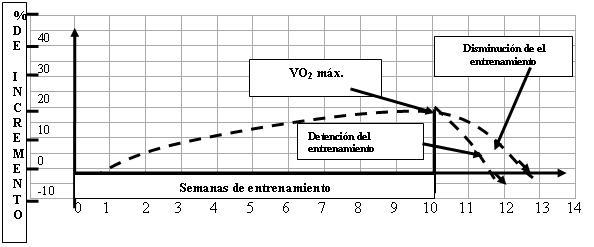 % DE INCREMENTO
40
30
20
10
0
-10
VO₂ máx.
Disminución de el
entrenamiento
Detención del
entrenamiento
Semanas de entrenamiento
0 1 2 3 4 5 6 7 8 9 10 11 12 13 14